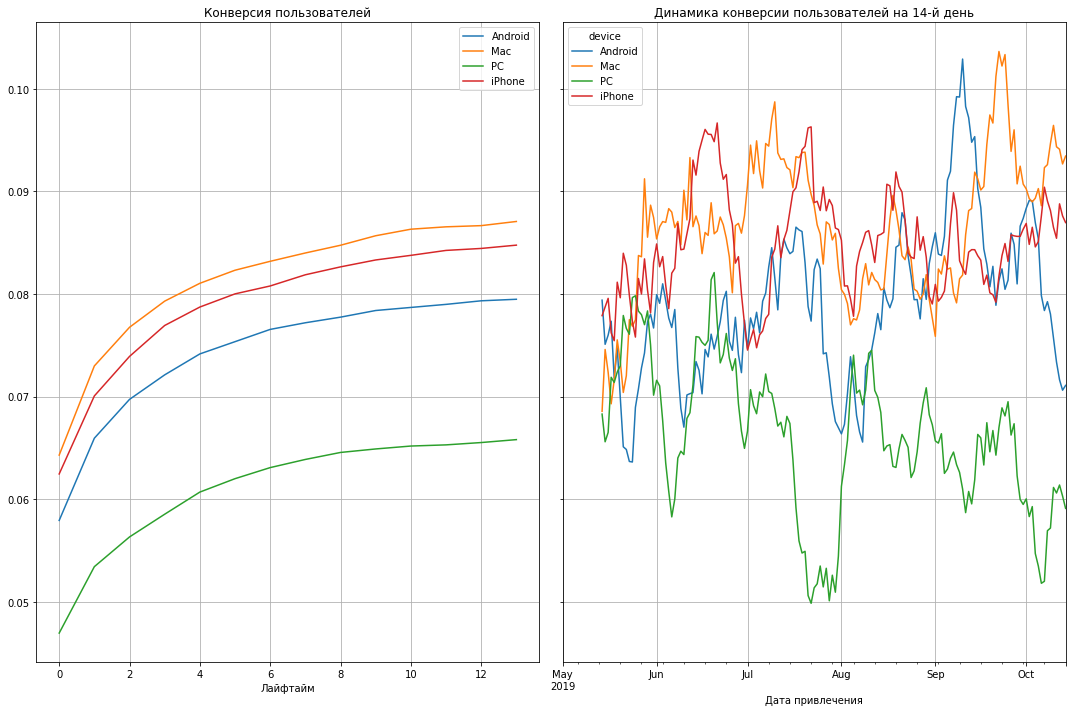 Конверсия пользователей
Android
Mac
PC
iPhone
0.10
0.09
0.08
0.07
0.06
0.05
0 2 4 6 8 10 12
Лайфтайм
Динамика конверсии пользователей на 14-й день
device
Android
Mac
PC
iPhone
May Jun Jul Aug Sep Oct
2019
Дата привлечения